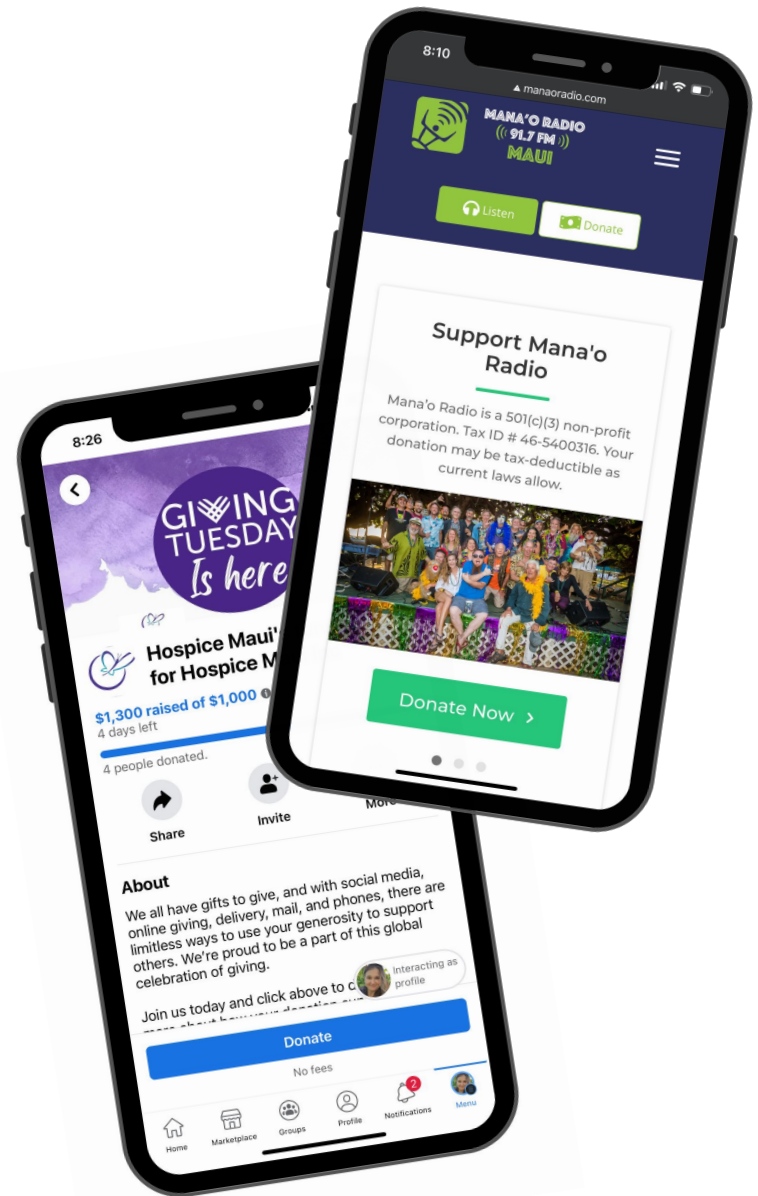 8:10
manaoradio.com
MANA'O RADIO
91.7 FM
MAUI
Listen
Donate
Support Mana'o
Radio
Mana'o Radio is a 501(c)(3) non-profit
corporation. Tax ID # 46-5400316. Your
donation may be tax-deductible as
current laws allow.
Donate Now
8:26
GIVING
TUESDAY
Is here
Hospice Maui's
for Hospice M
$1,300 raised of $1,000
4 days left
4 people donated.
Share
Invite
More
About
We all have gifts to give, and with social media,
online giving, delivery, mail, and phones, there are
limitless ways to use your generosity to support
others. We're proud to be a part of this global
celebration of giving.
Join us today and click above to
more about how your donation
Interacting as
profile
Donate
No fees
Home
Marketplace
Groups
Profile
2
Notifications
Menu